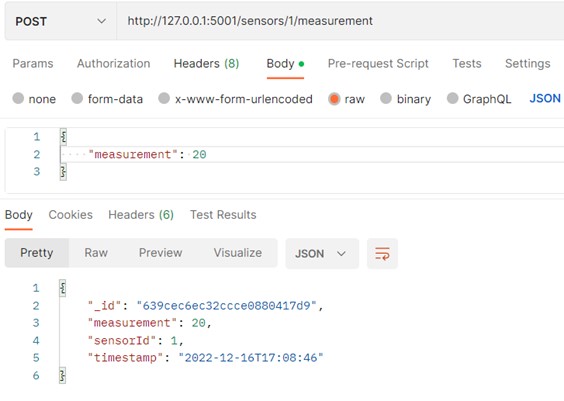 POST http://127.0.0.1:5001/sensors/1/measurement
Params Authorization Headers (8) Body Pre-request Script Tests Settings
none form-data x-www-form-urlencoded raw binary GraphQL JSON
1 {
2 "measurement": 20
3 }
Body Cookies Headers (6) Test Results
Pretty Raw Preview Visualize JSON
1 {
2 "_id": "639cec6ec32ccce0880417d9",
3 "measurement": 20,
4 "sensorId": 1,
5 "timestamp": "2022-12-16T17:08:46"
6 }